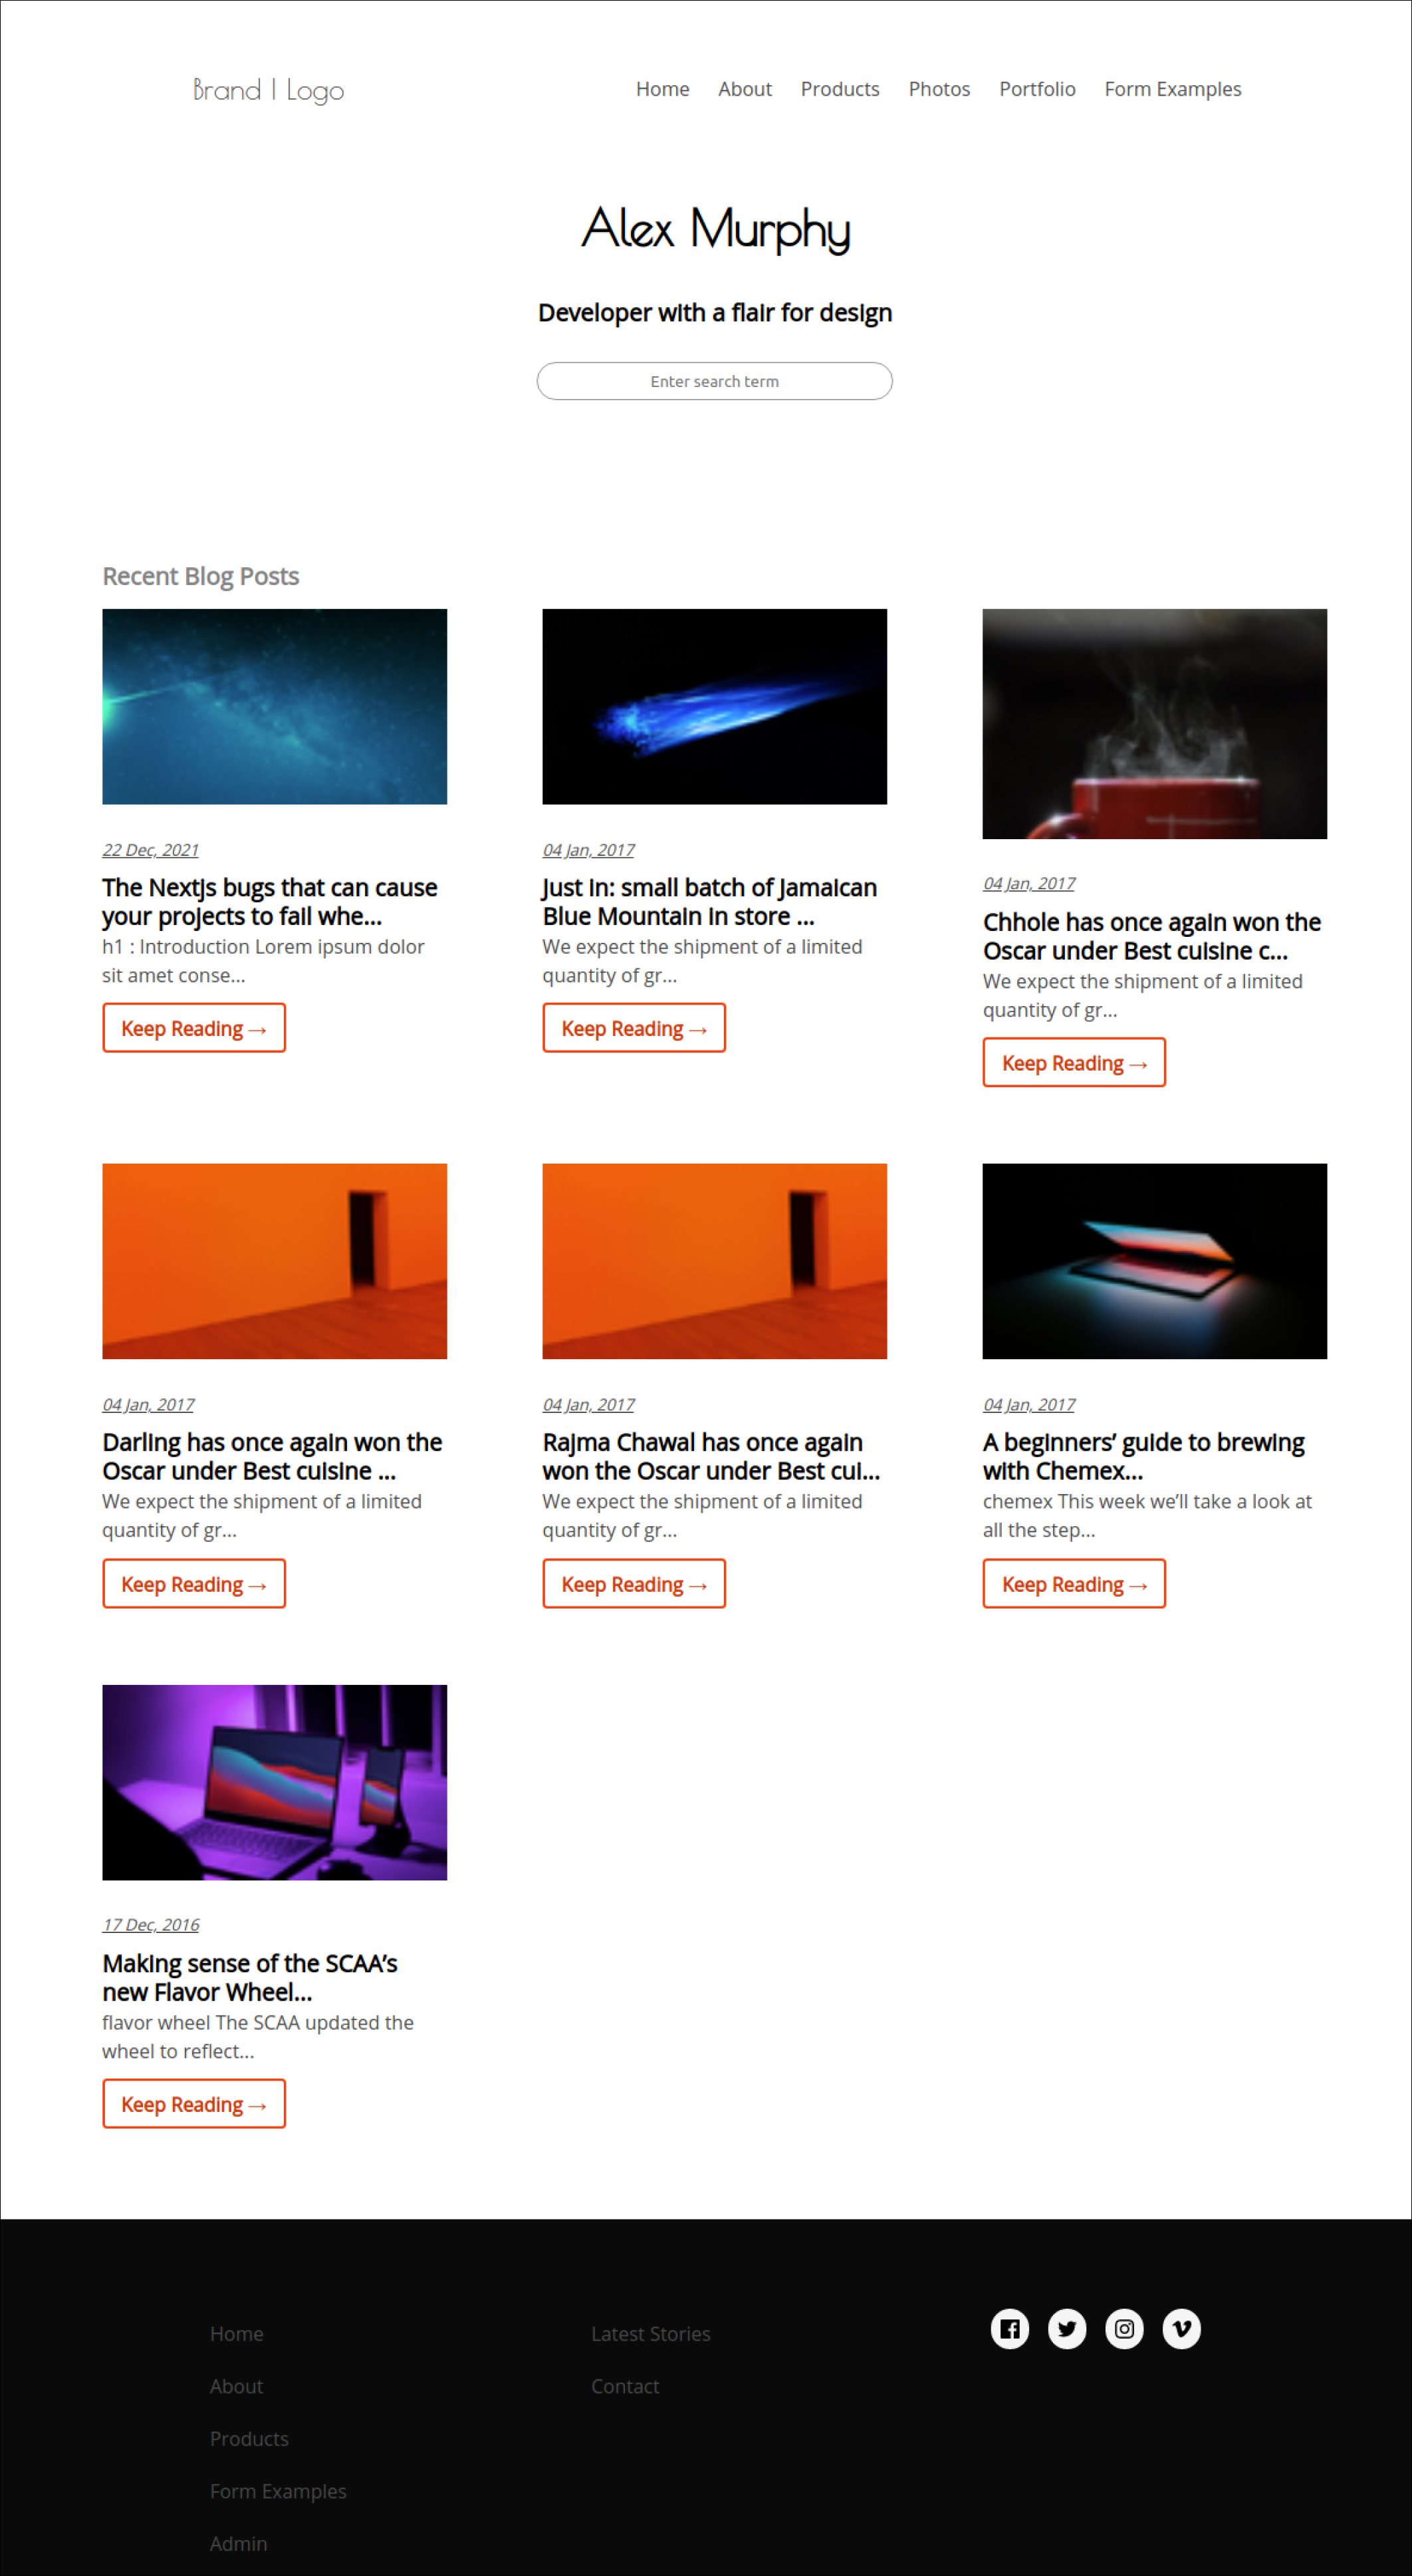 Brand | Logo
Home About Products Photos Portfolio Form Examples
Alex Murphy
Developer with a flair for design
Enter search term
Recent Blog Posts
22 Dec, 2021
The Nextjs bugs that can cause
your projects to fail whe...
h1 : Introduction Lorem ipsum dolor
sit amet conse...
Keep Reading →
04 Jan, 2017
Just in: small batch of Jamaican
Blue Mountain in store ...
We expect the shipment of a limited
quantity of gr...
Keep Reading →
04 Jan, 2017
Chhole has once again won the
Oscar under Best cuisine c...
We expect the shipment of a limited
quantity of gr...
Keep Reading →
04 Jan, 2017
Darling has once again won the
Oscar under Best cuisine ...
We expect the shipment of a limited
quantity of gr...
Keep Reading →
04 Jan, 2017
Rajma Chawal has once again
won the Oscar under Best cui...
We expect the shipment of a limited
quantity of gr...
Keep Reading →
04 Jan, 2017
A beginners’ guide to brewing
with Chemex...
chemex This week we’ll take a look at
all the step...
Keep Reading →
17 Dec, 2016
Making sense of the SCAA’s
new Flavor Wheel...
flavor wheel The SCAA updated the
wheel to reflect...
Keep Reading →
Home
About
Products
Form Examples
Admin
Latest Stories
Contact